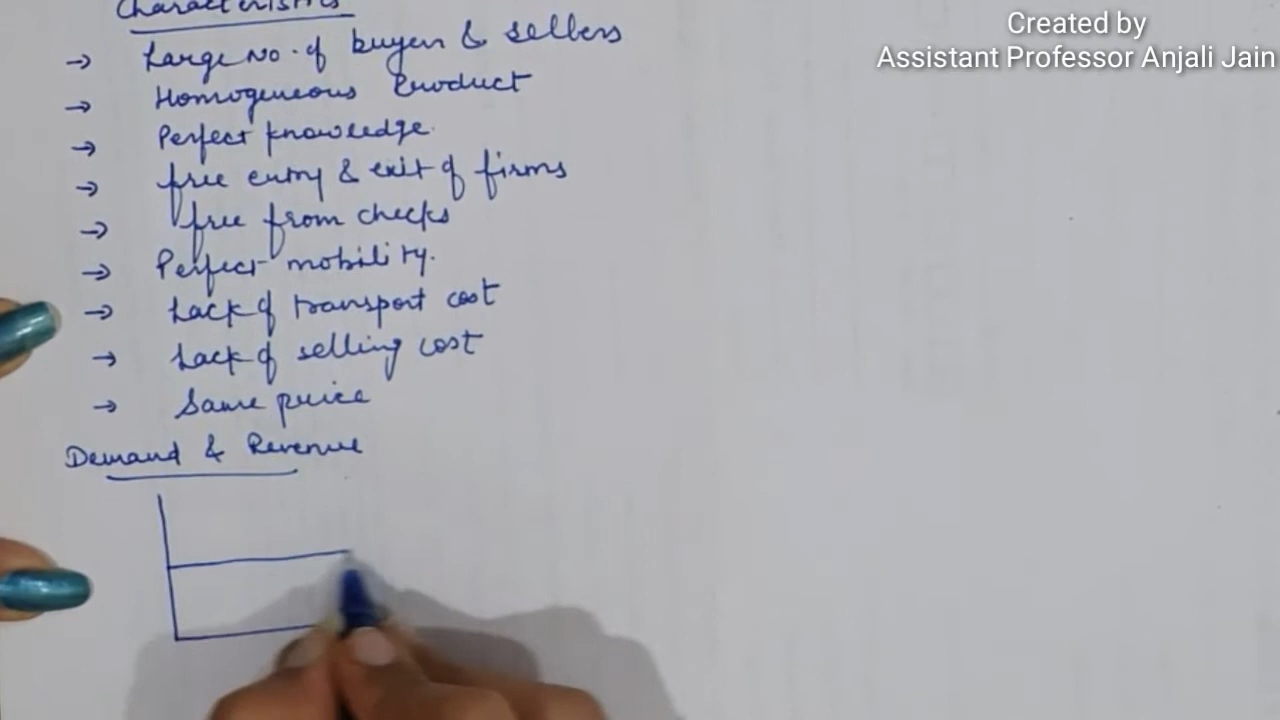 Characteristics
→ Large No. of buyers & sellers
→ Homogeneous Product
→ Perfect knowledge.
→ free entry & exit of firms
→ free from checks
→ Perfect mobility.
→ Lack of transport cost
→ Lack of selling cost
→ Same price
Demand & Revenue
Created by
Assistant Professor Anjali Jain